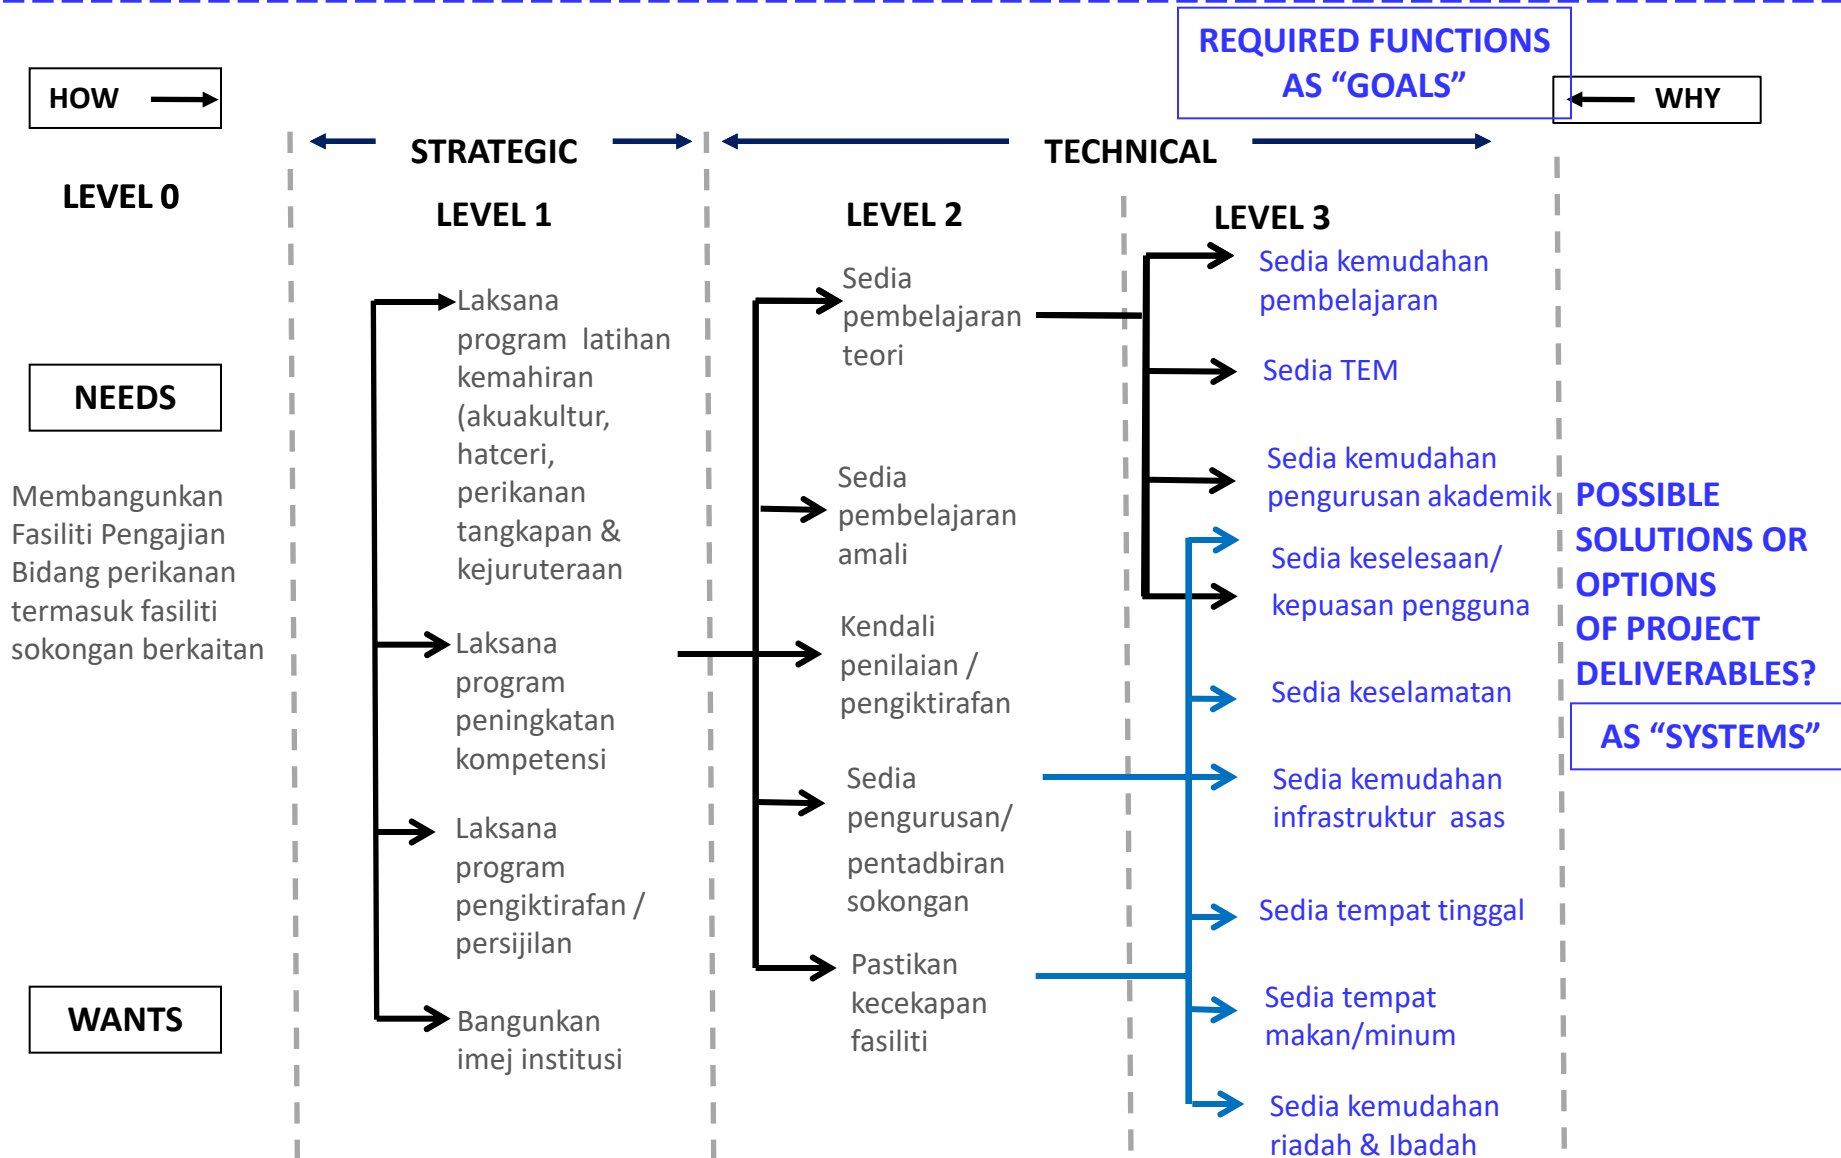 REQUIRED FUNCTIONS
AS “GOALS”
HOW
WHY
STRATEGIC
TECHNICAL
LEVEL 0
LEVEL 1
LEVEL 2
LEVEL 3
NEEDS
Membangunkan
Fasiliti Pengajian
Bidang perikanan
termasuk fasiliti
sokongan berkaitan
WANTS
Laksana
program latihan
kemahiran
(akuakultur,
hatceri,
perikanan
tangkapan &
kejuruteraan
Laksana
program
peningkatan
kompetensi
Laksana
program
pengiktirafan /
persijilan
Bangunkan
imej institusi
Sedia
pembelajaran
teori
Sedia
pembelajaran
amali
Kendali
penilaian /
pengiktirafan
Sedia
pengurusan/
pentadbiran
sokongan
Pastikan
kecekapan
fasiliti
Sedia kemudahan
pembelajaran
Sedia TEM
Sedia kemudahan
pengurusan akademik
Sedia keselesaan/
kepuasan pengguna
Sedia keselamatan
Sedia kemudahan
infrastruktur asas
Sedia tempat tinggal
Sedia tempat
makan/minum
Sedia kemudahan
riadah & Ibadah
POSSIBLE
SOLUTIONS OR
OPTIONS
OF PROJECT
DELIVERABLES?
AS “SYSTEMS”